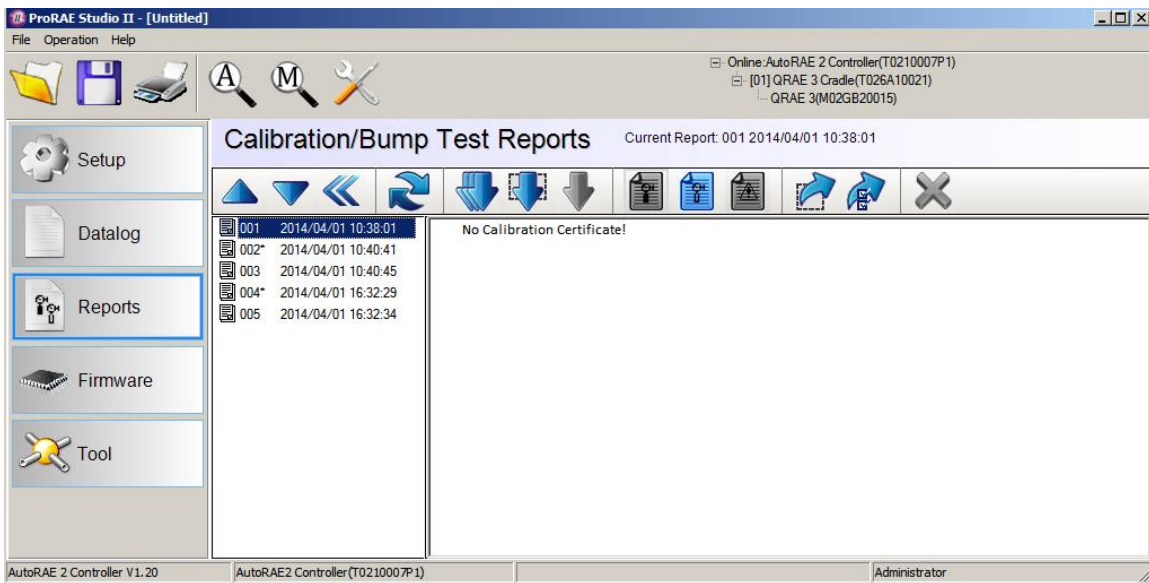 ProRAE Studio II - [Untitled]
File Operation Help
A
M
Online:AutoRAE 2 Controller(T0210007P1)
[01] QRAE 3 Cradle(T026A10021)
QRAE 3(M02GB20015)
Setup
Datalog
Reports
Firmware
Tool
Calibration/Bump Test Reports
Current Report: 001 2014/04/01 10:38:01
001 2014/04/01 10:38:01
002* 2014/04/01 10:40:41
003 2014/04/01 10:40:45
004* 2014/04/01 16:32:29
005 2014/04/01 16:32:34
No Calibration Certificate!
AutoRAE 2 Controller V1.20
AutoRAE2 Controller(T0210007P1)
Administrator